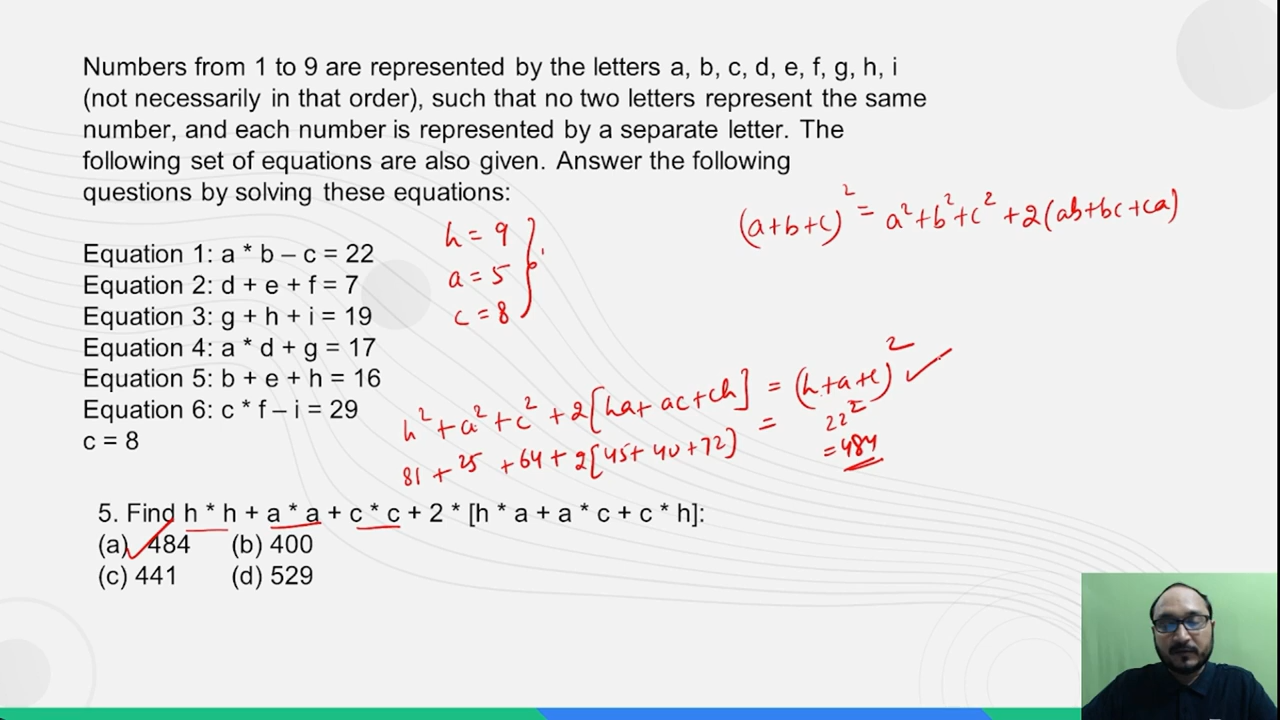 Numbers from 1 to 9 are represented by the letters a, b, c, d, e, f, g, h, i
(not necessarily in that order), such that no two letters represent the same
number, and each number is represented by a separate letter. The
following set of equations are also given. Answer the following
questions by solving these equations:
(a+b+c)² = a²+b²+c² +2(ab+bc+ca)
h = 9
a = 5
c = 8
Equation 1: a * b – c = 22
Equation 2: d + e + f = 7
Equation 3: g + h + i = 19
Equation 4: a * d + g = 17
Equation 5: b + e + h = 16
Equation 6: c * f – i = 29
c = 8
h²+a²+c² +2[ha+ac+ch] = (h+a+c)²
81 + 25 +64+ 2[45+ 40+72) = 22²
= 484
5. Find h * h + a * a + c * c + 2 * [h * a + a * c + c * h]:
(a) 484 (b) 400
(c) 441 (d) 529